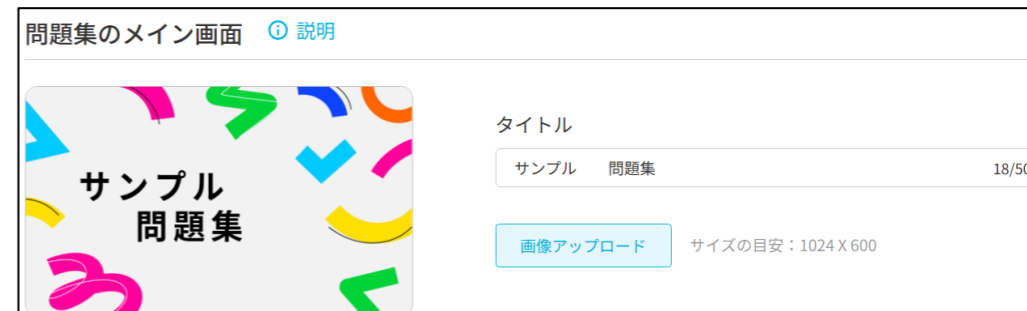 問題集のメイン画面 説明
サンプル
問題集
タイトル
サンプル　　問題集 18/50
画像アップロード サイズの目安：1024 X 600